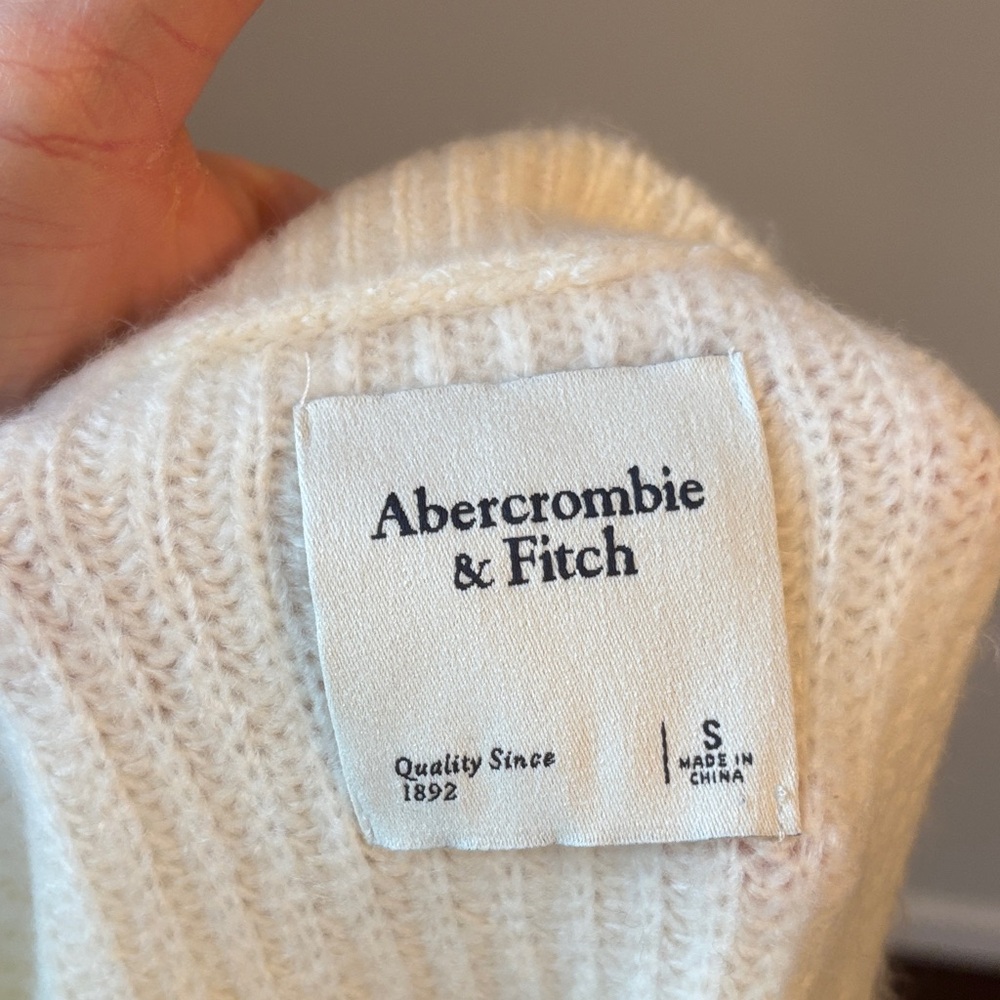 Abercrombie
& Fitch
Quality Since
1892
S
MADE IN
CHINA